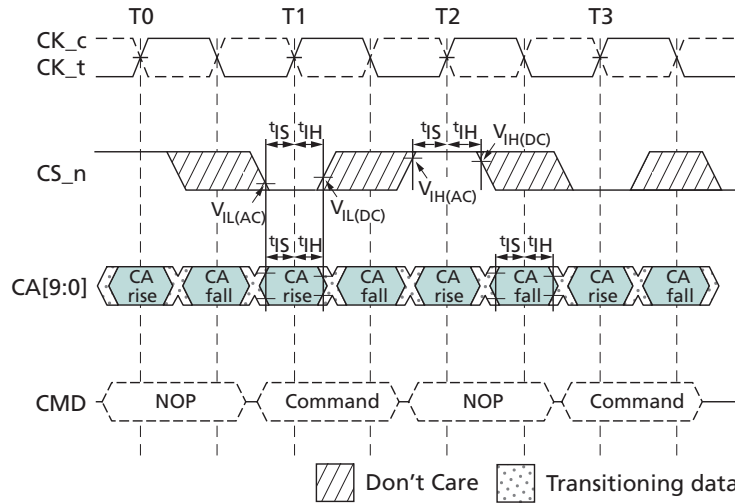 T0 T1 T2 T3
CK_c
CK_t
tIS tIH tIS tIH VIH(DC)
CS_n
VIL(AC) VIL(DC) VIH(AC)
tIS tIH tIS tIH
CA[9:0]
CA rise CA fall CA rise CA fall CA rise CA fall CA rise CA fall
CMD NOP Command NOP Command
Don't Care Transitioning data